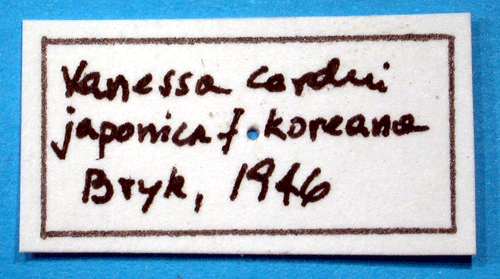 Vanessa cardui
japonica f. koreana
Bryk, 1946